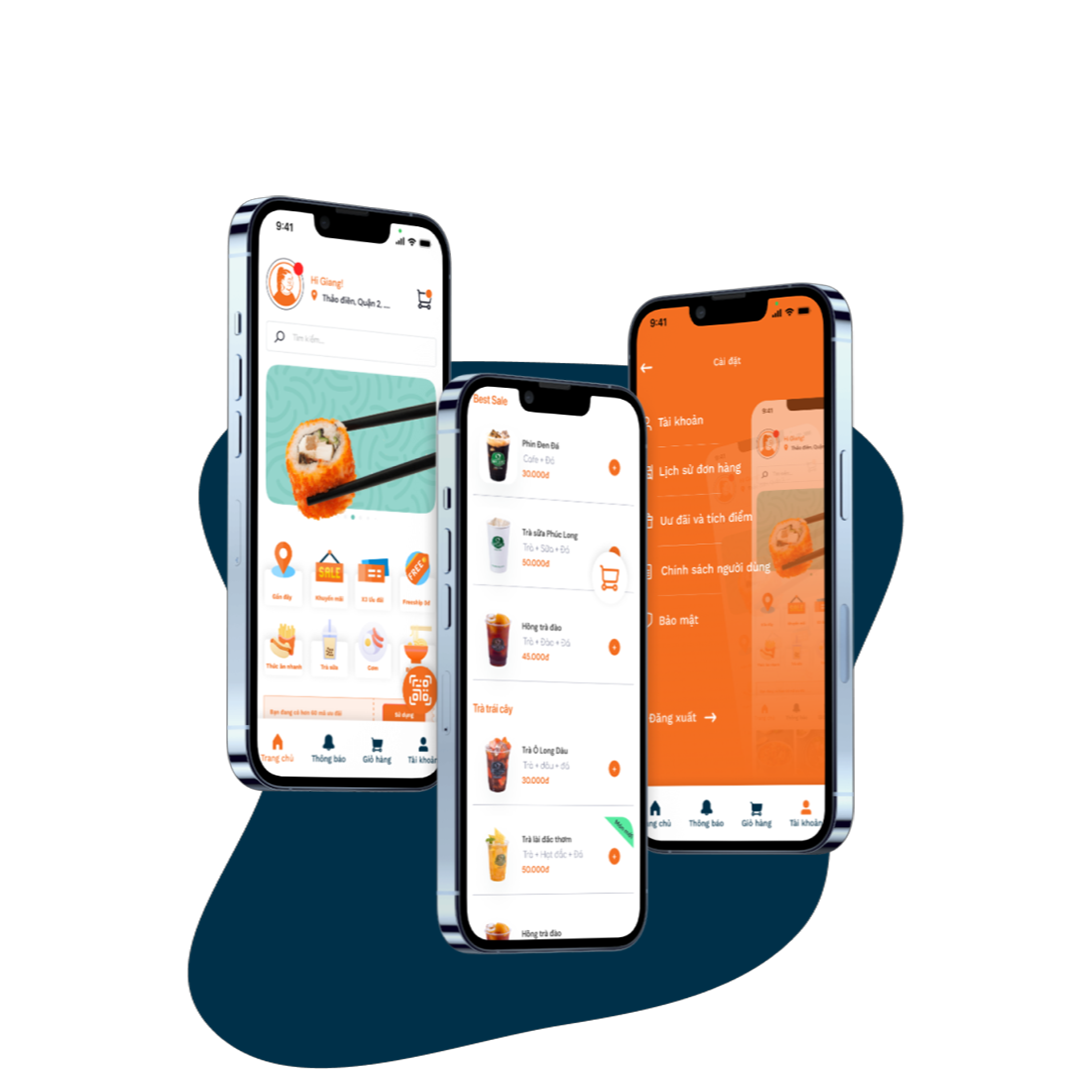 9:41
Hi Giang!
Thảo điền, Quận 2, ...
Tìm kiếm...
SALE
FREE
Gần đây
Khuyến mãi
Freeship 5đ
Thức ăn nhanh
Trà sữa
Cơm
Bạn đang có hơn 60 mã ưu đãi
Sử dụng
Trang chủ
Thông báo
Giỏ hàng
Tài khoản
Best Sale
Phin Đen Đá
Cafe + Đá
30.000đ
Trà sữa Phúc Long
Trà + Sữa + Đá
50.000đ
Hồng trà đào
Trà + Đào + Đá
45.000đ
Trà trái cây
Trà Ô Long Dâu
Trà + dâu + đá
30.000đ
Trà lài đác thơm
Trà + Hạt đác + Đá
50.000đ
Hồng trà đào
9:41
Cài đặt
Tài khoản
Lịch sử đơn hàng
Ưu đãi và tích điểm
Chính sách người dùng
Bảo mật
Đăng xuất
9:41
Hi Giang!
Thảo điền, Quận
ng chủ
Thông báo
Giỏ hàng
Tài khoản